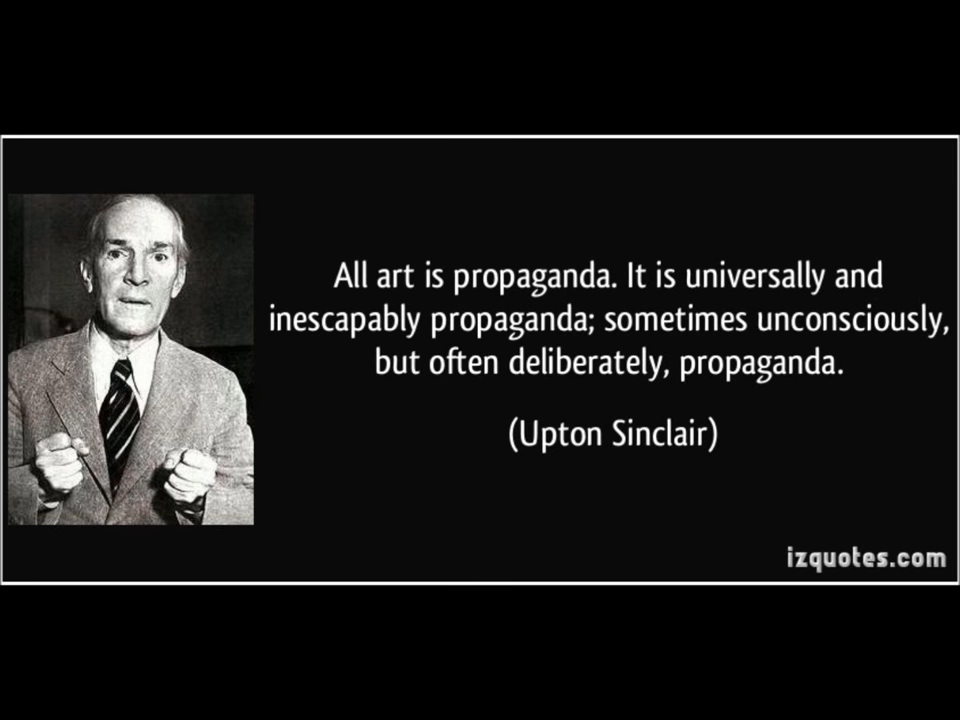 All art is propaganda. It is universally and
inescapably propaganda; sometimes unconsciously,
but often deliberately, propaganda.
(Upton Sinclair)
izquotes.com